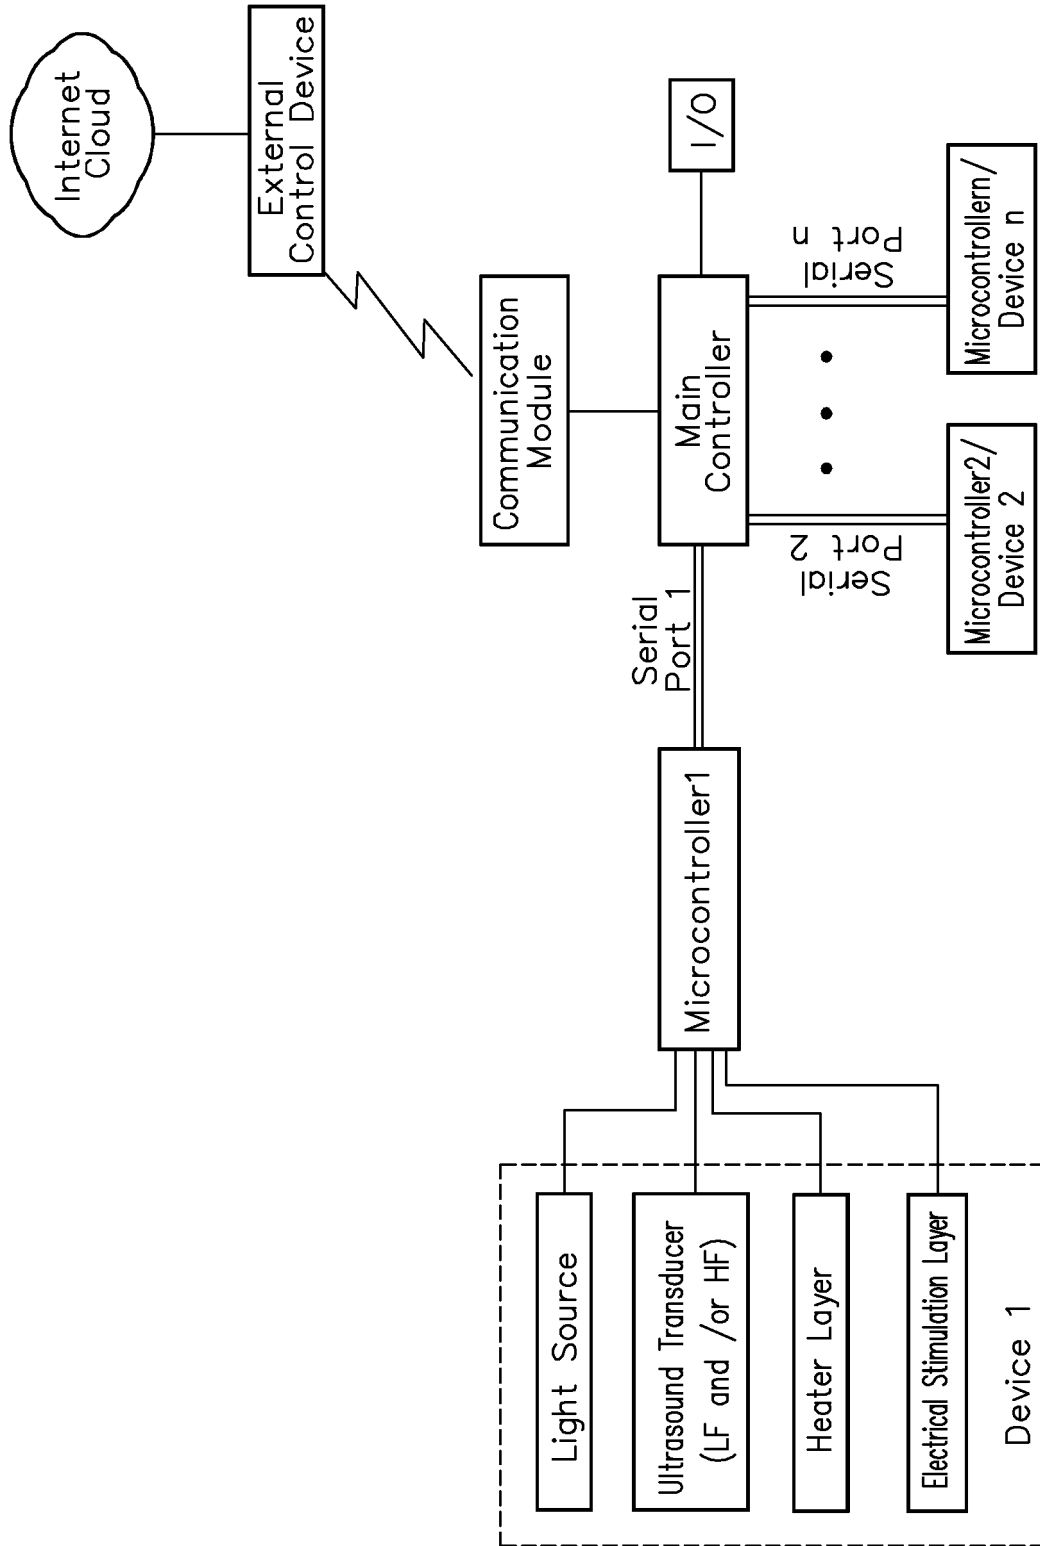 Internet
Cloud
External
Control Device
Communication
Module
I/O
Main
Controller
Serial
Port 1
Serial
Port 2
Serial
Port n
Microcontroller1
Microcontroller2/
Device 2
Microcontrollern/
Device n
Light Source
Ultrasound Transducer
(LF and /or HF)
Heater Layer
Electrical Stimulation Layer
Device 1